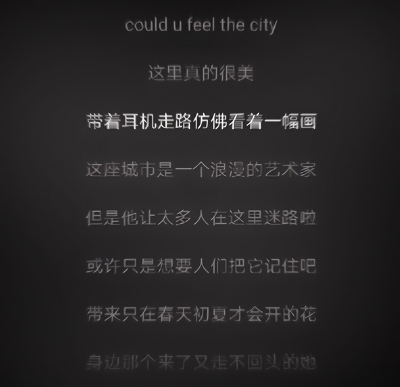 could u feel the city
这里真的很美
带着耳机走路仿佛看着一幅画
这座城市是一个浪漫的艺术家
但是他让太多人在这里迷路啦
或许只是想要人们把它记住吧
带来只在春天初夏才会开的花
身边那个来了又走不回头的她